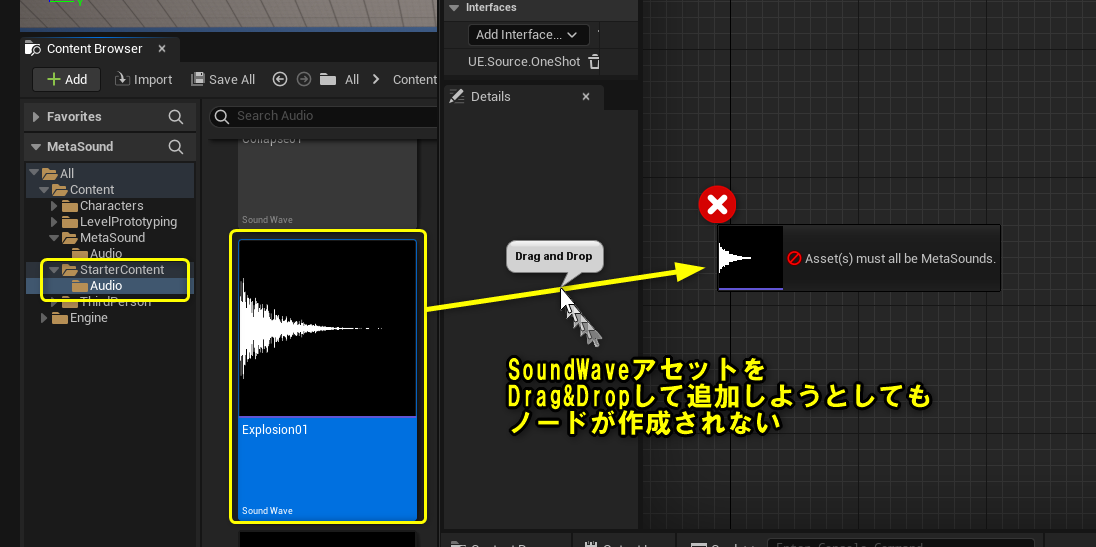 Interfaces
Add Interface...
UE.Source.OneShot
Content Browser
Add
Import
Save All
All
Content
Details
Favorites
Search Audio
MetaSound
Collapse01
Sound Wave
All
Content
Characters
LevelPrototyping
MetaSound
Audio
StarterContent
Audio
ThirdPerson
Engine
Drag and Drop
Asset(s) must all be MetaSounds.
SoundWaveアセットを
Drag&Dropして追加しようとしても
ノードが作成されない
Explosion01
Sound Wave
Enter Console Command